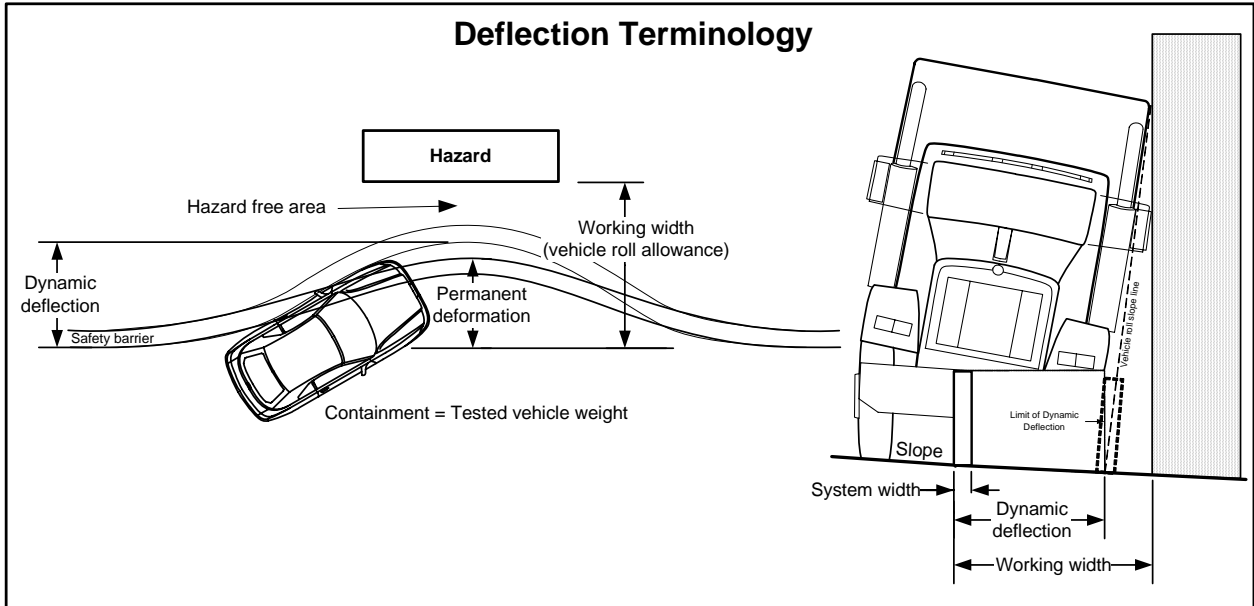 Deflection Terminology
Hazard
Hazard free area
Working width
(vehicle roll allowance)
Dynamic
deflection
Permanent
deformation
Safety barrier
Containment = Tested vehicle weight
Vehicle roll slope line
Limit of Dynamic
Deflection
Slope
System width
Dynamic
deflection
Working width